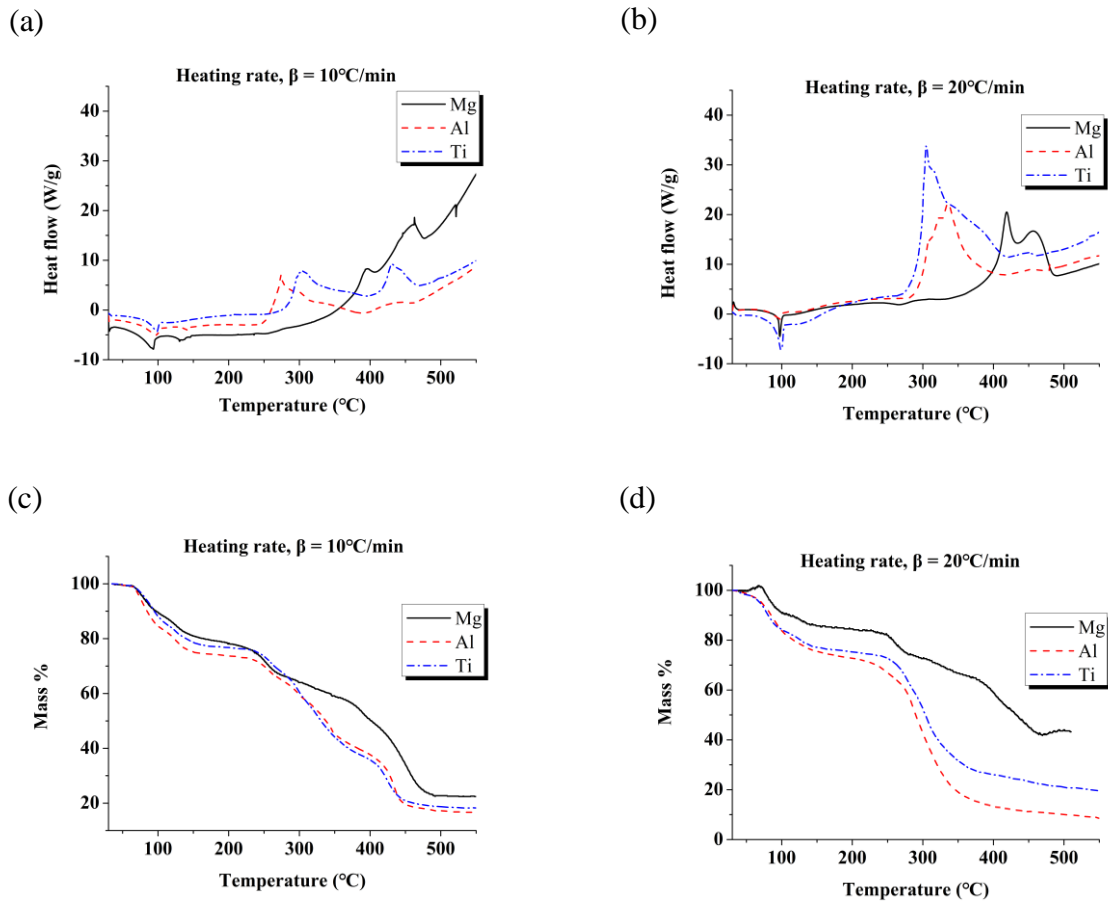 (a)
Heating rate, β = 10℃/min
Mg
Al
Ti
40
30
20
10
0
-10
Heat flow (W/g)
100 200 300 400 500
Temperature (℃)
(b)
Heating rate, β = 20℃/min
Mg
Al
Ti
40
30
20
10
0
-10
Heat flow (W/g)
100 200 300 400 500
Temperature (℃)
(c)
Heating rate, β = 10℃/min
Mg
Al
Ti
100
80
60
40
20
Mass %
100 200 300 400 500
Temperature (℃)
(d)
Heating rate, β = 20℃/min
Mg
Al
Ti
100
80
60
40
20
0
Mass %
100 200 300 400 500
Temperature (℃)